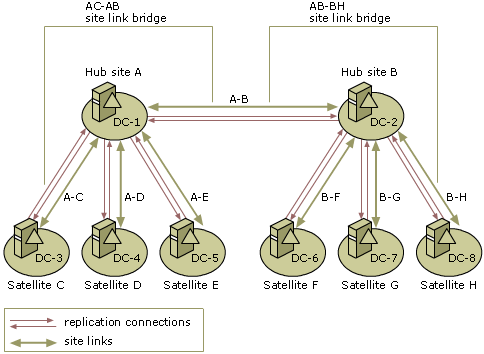 AC-AB
site link bridge
AB-BH
site link bridge
Hub site A
Hub site B
A-B
DC-1
DC-2
A-C
A-D
A-E
B-F
B-G
B-H
DC-3
DC-4
DC-5
DC-6
DC-7
DC-8
Satellite C
Satellite D
Satellite E
Satellite F
Satellite G
Satellite H
replication connections
site links